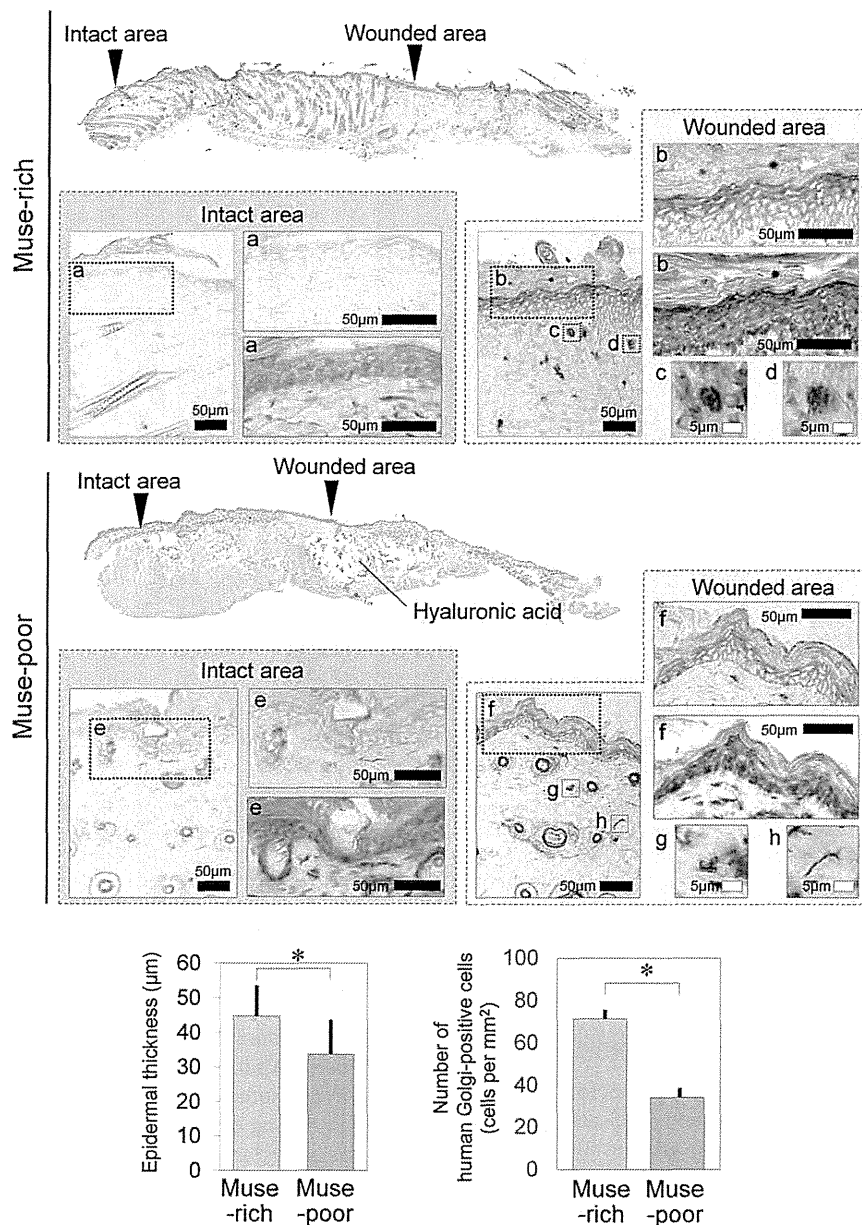 Intact area
Wounded area
Muse-rich
Wounded area
b
50µm
b
50µm
c
5µm
d
5µm
Intact area
a
50µm
a
50µm
a
50µm
b
c
d
50µm
Muse-poor
Intact area
Wounded area
Hyaluronic acid
Wounded area
f
50µm
f
50µm
g
5µm
h
5µm
Intact area
e
50µm
e
50µm
e
50µm
f
g
h
50µm
Epidermal thickness (µm)
60
50
40
30
20
10
0
*
Muse
-rich
Muse
-poor
Number of
human Golgi-positive cells
(cells per mm²)
100
80
60
40
20
0
*
Muse
-rich
Muse
-poor